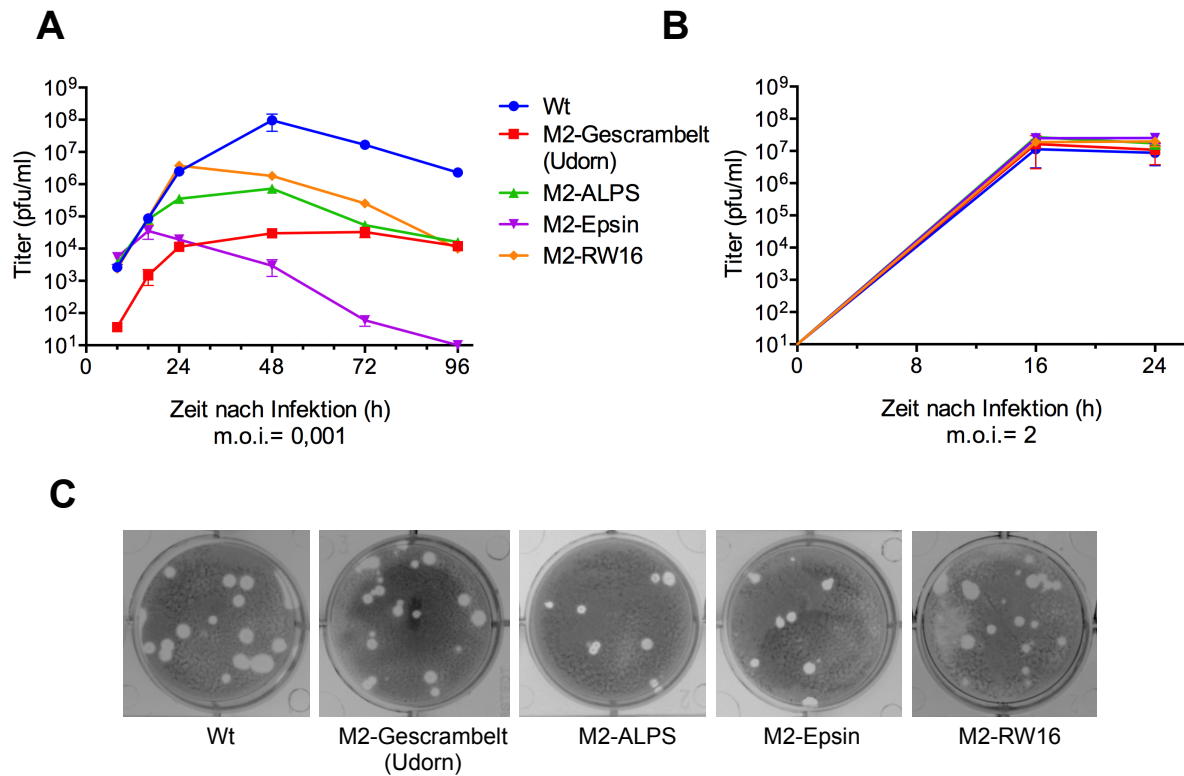 A
10⁹
10⁸
10⁷
10⁶
10⁵
10⁴
10³
10²
10¹
Titer (pfu/ml)
0
24
48
72
96
Zeit nach Infektion (h)
m.o.i.= 0,001
Wt
M2-Gescrambelt
(Udorn)
M2-ALPS
M2-Epsin
M2-RW16
B
10⁹
10⁸
10⁷
10⁶
10⁵
10⁴
10³
10²
10¹
Titer (pfu/ml)
0
8
16
24
Zeit nach Infektion (h)
m.o.i.= 2
C
Wt
M2-Gescrambelt
(Udorn)
M2-ALPS
M2-Epsin
M2-RW16